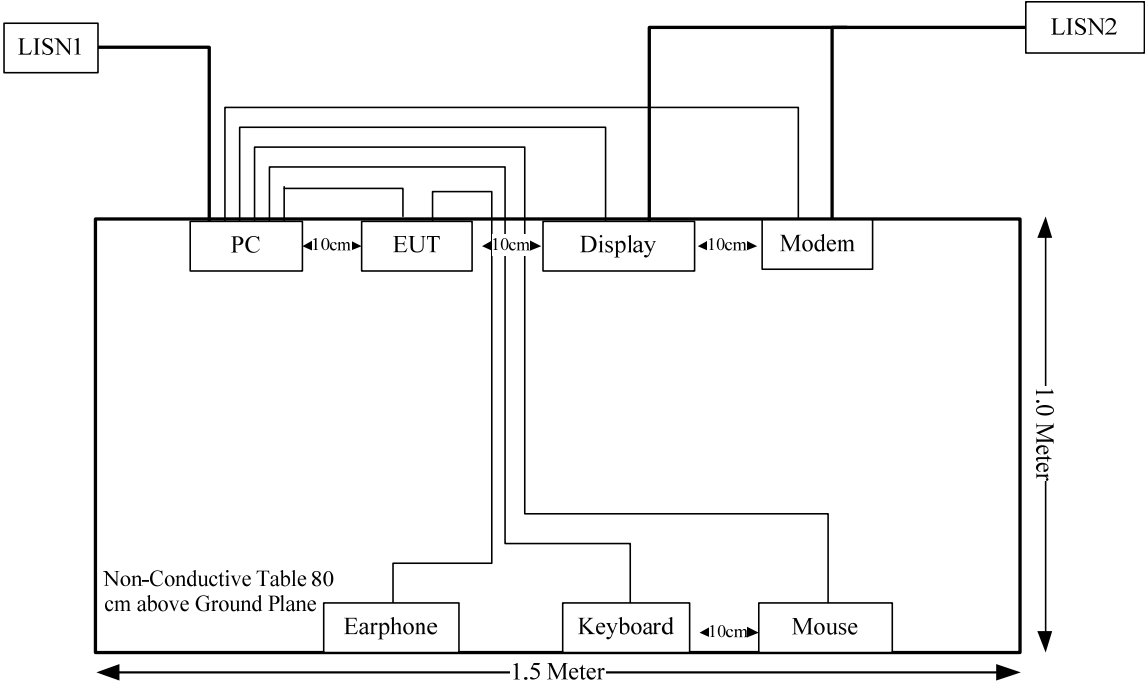 LISN1
LISN2
PC
10cm
EUT
10cm
Display
10cm
Modem
1.0 Meter
Non-Conductive Table 80
cm above Ground Plane
Earphone
Keyboard
10cm
Mouse
1.5 Meter